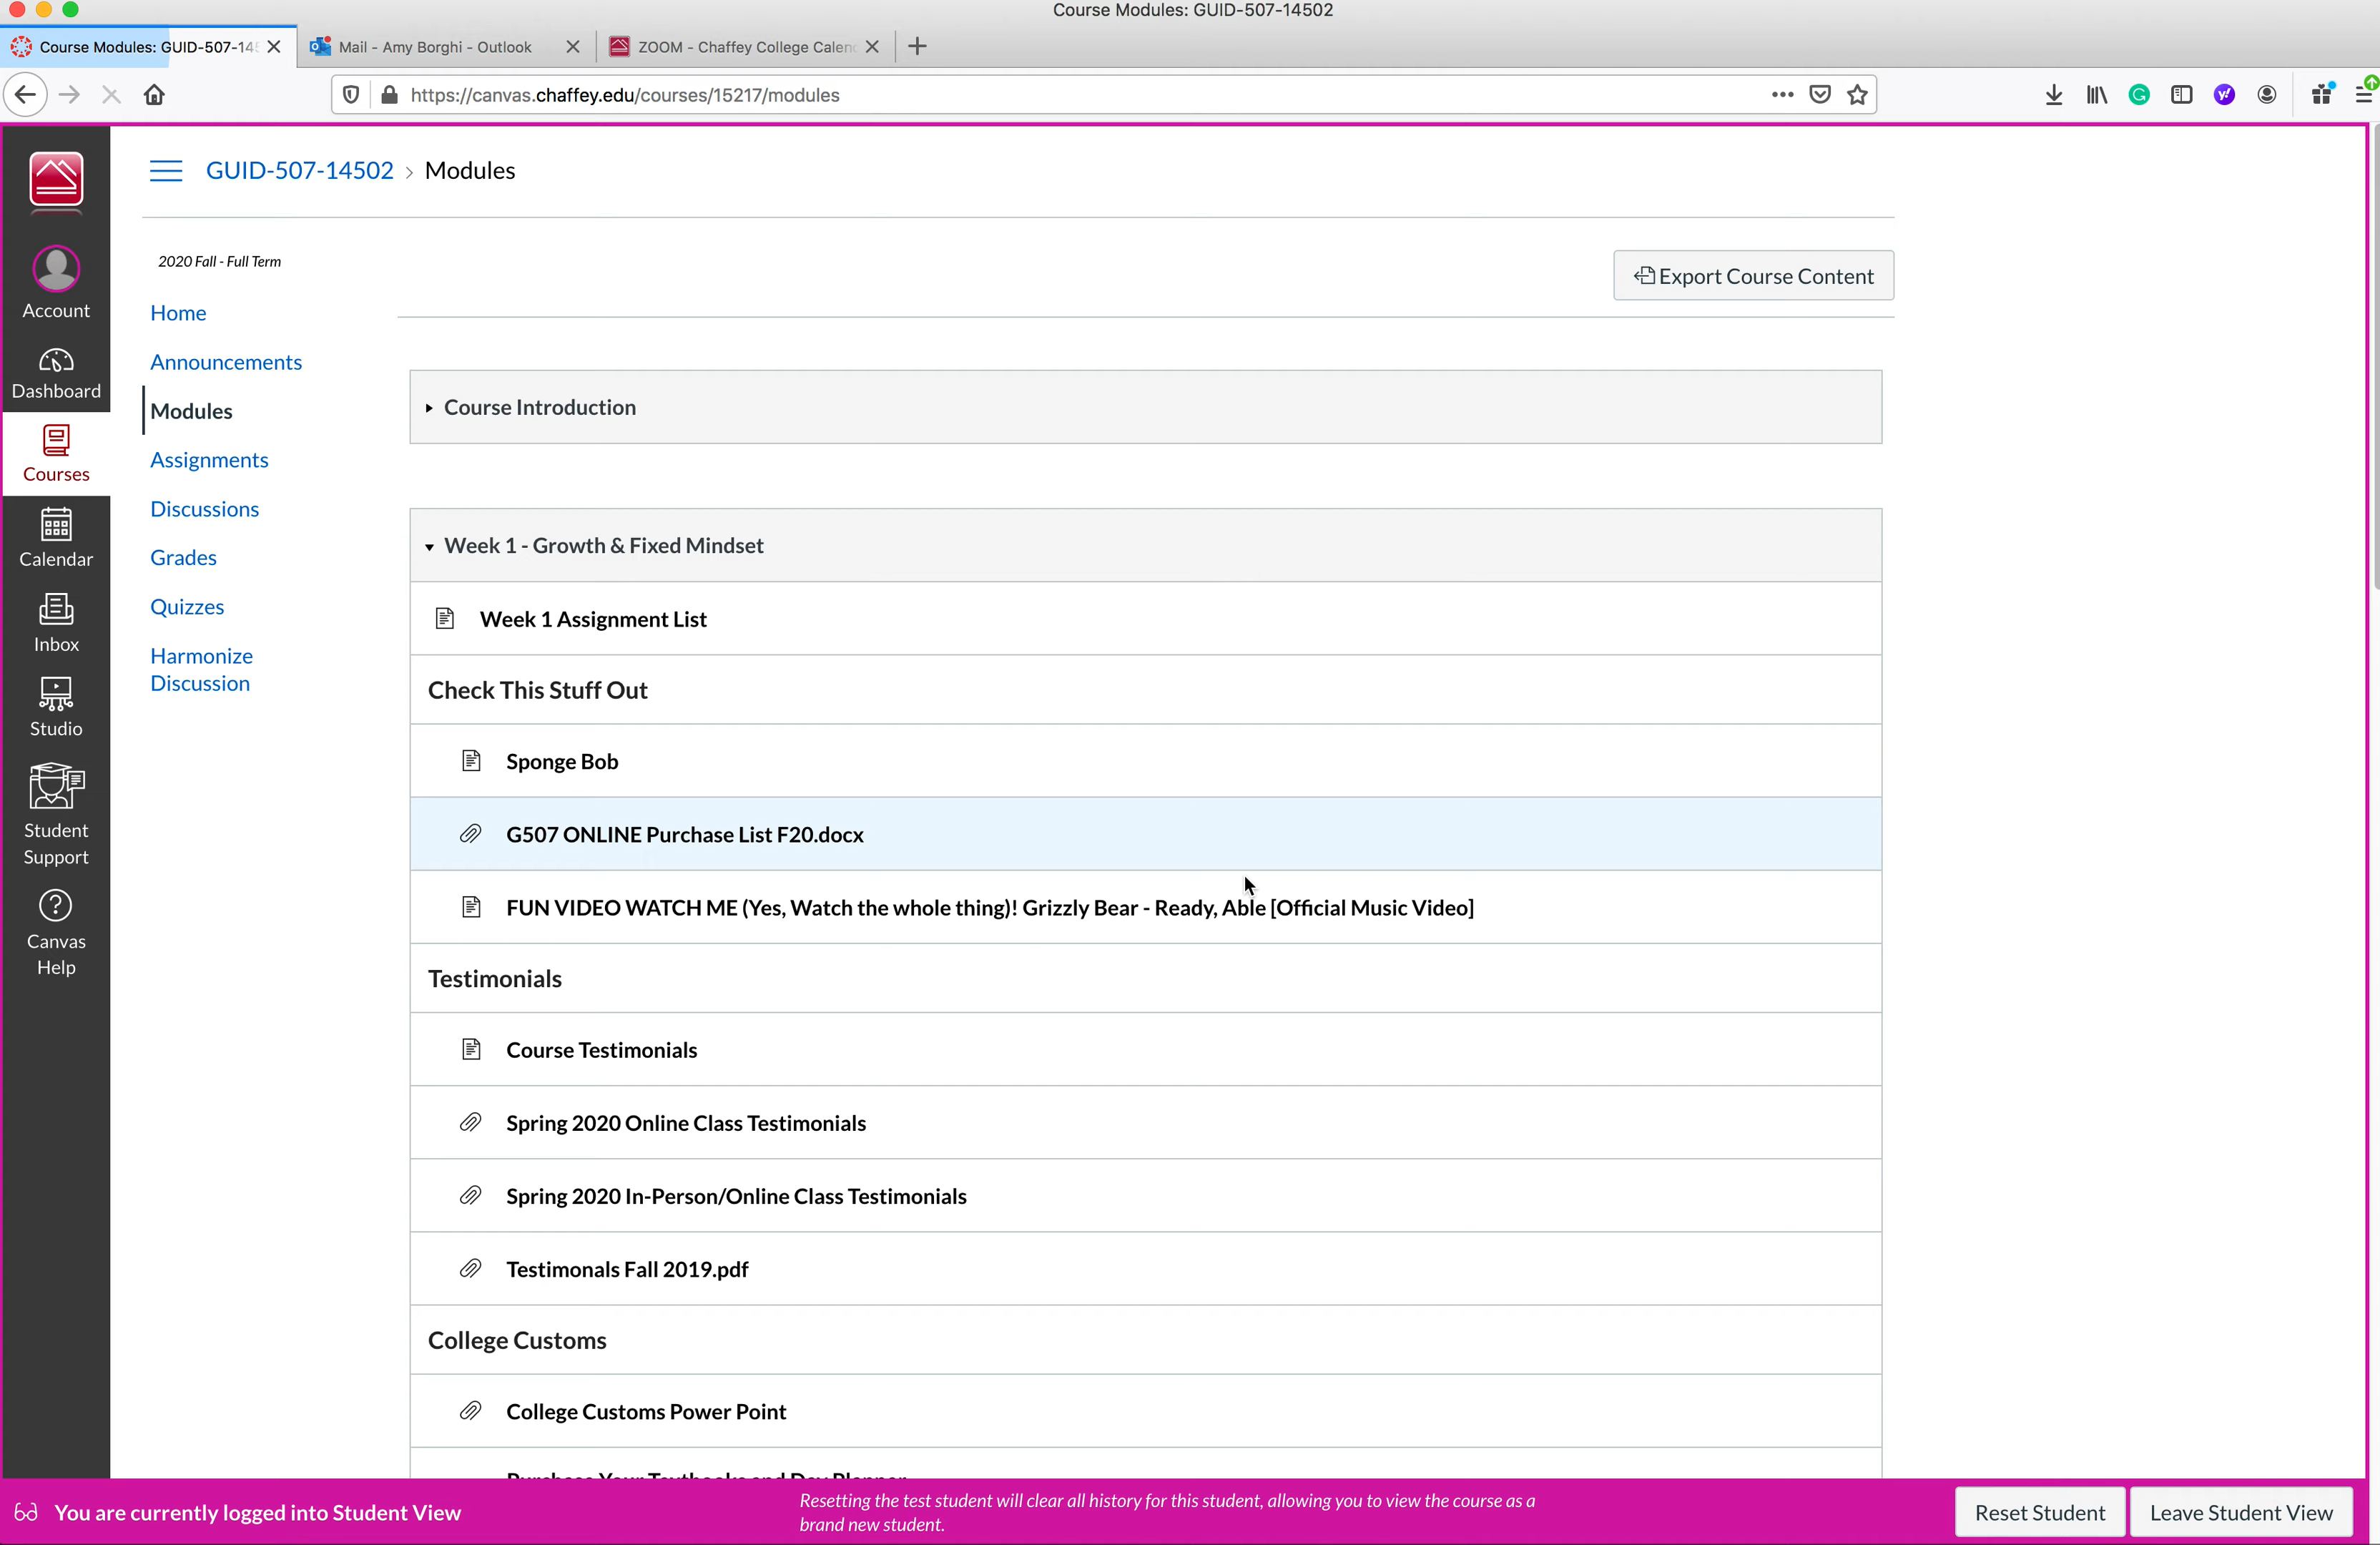 Course Modules: GUID-507-14502
Course Modules: GUID-507-145
Mail - Amy Borghi - Outlook
ZOOM - Chaffey College Calen
https://canvas.chaffey.edu/courses/15217/modules
GUID-507-14502 > Modules
2020 Fall - Full Term
Export Course Content
Account
Dashboard
Courses
Calendar
Inbox
Studio
Student
Support
Canvas
Help
Home
Announcements
Modules
Assignments
Discussions
Grades
Quizzes
Harmonize
Discussion
Course Introduction
Week 1 - Growth & Fixed Mindset
Week 1 Assignment List
Check This Stuff Out
Sponge Bob
G507 ONLINE Purchase List F20.docx
FUN VIDEO WATCH ME (Yes, Watch the whole thing)! Grizzly Bear - Ready, Able [Official Music Video]
Testimonials
Course Testimonials
Spring 2020 Online Class Testimonials
Spring 2020 In-Person/Online Class Testimonials
Testimonals Fall 2019.pdf
College Customs
College Customs Power Point
Purchase Your Textbooks and Day Planner
You are currently logged into Student View
Resetting the test student will clear all history for this student, allowing you to view the course as a
brand new student.
Reset Student
Leave Student View